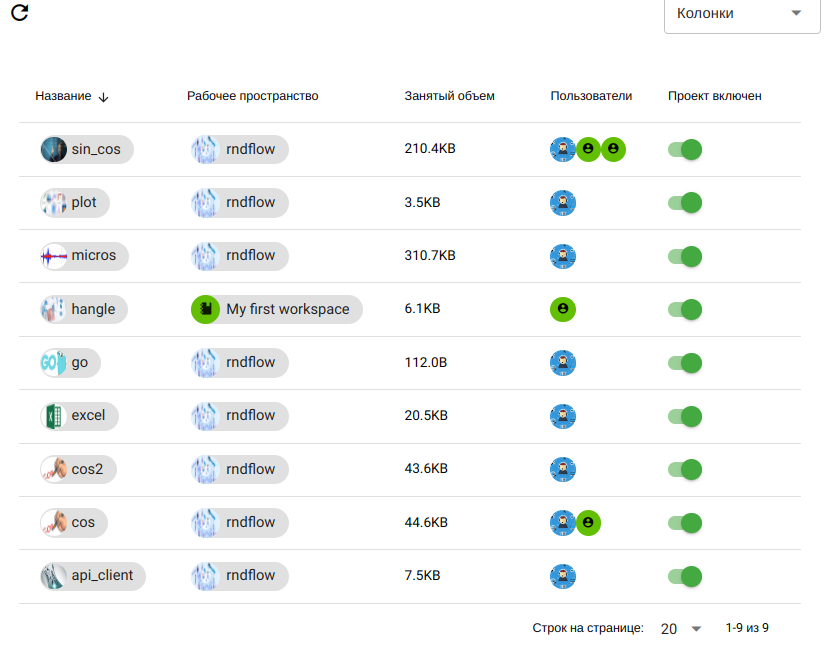 Колонки
Название Рабочее пространство Занятый объем Пользователи Проект включен
sin_cos rndflow 210.4KB
plot rndflow 3.5KB
micros rndflow 310.7KB
hangle My first workspace 6.1KB
GO go rndflow 112.0B
excel rndflow 20.5KB
cos2 rndflow 43.6KB
cos rndflow 44.6KB
api_client rndflow 7.5KB
Строк на странице: 20 1-9 из 9